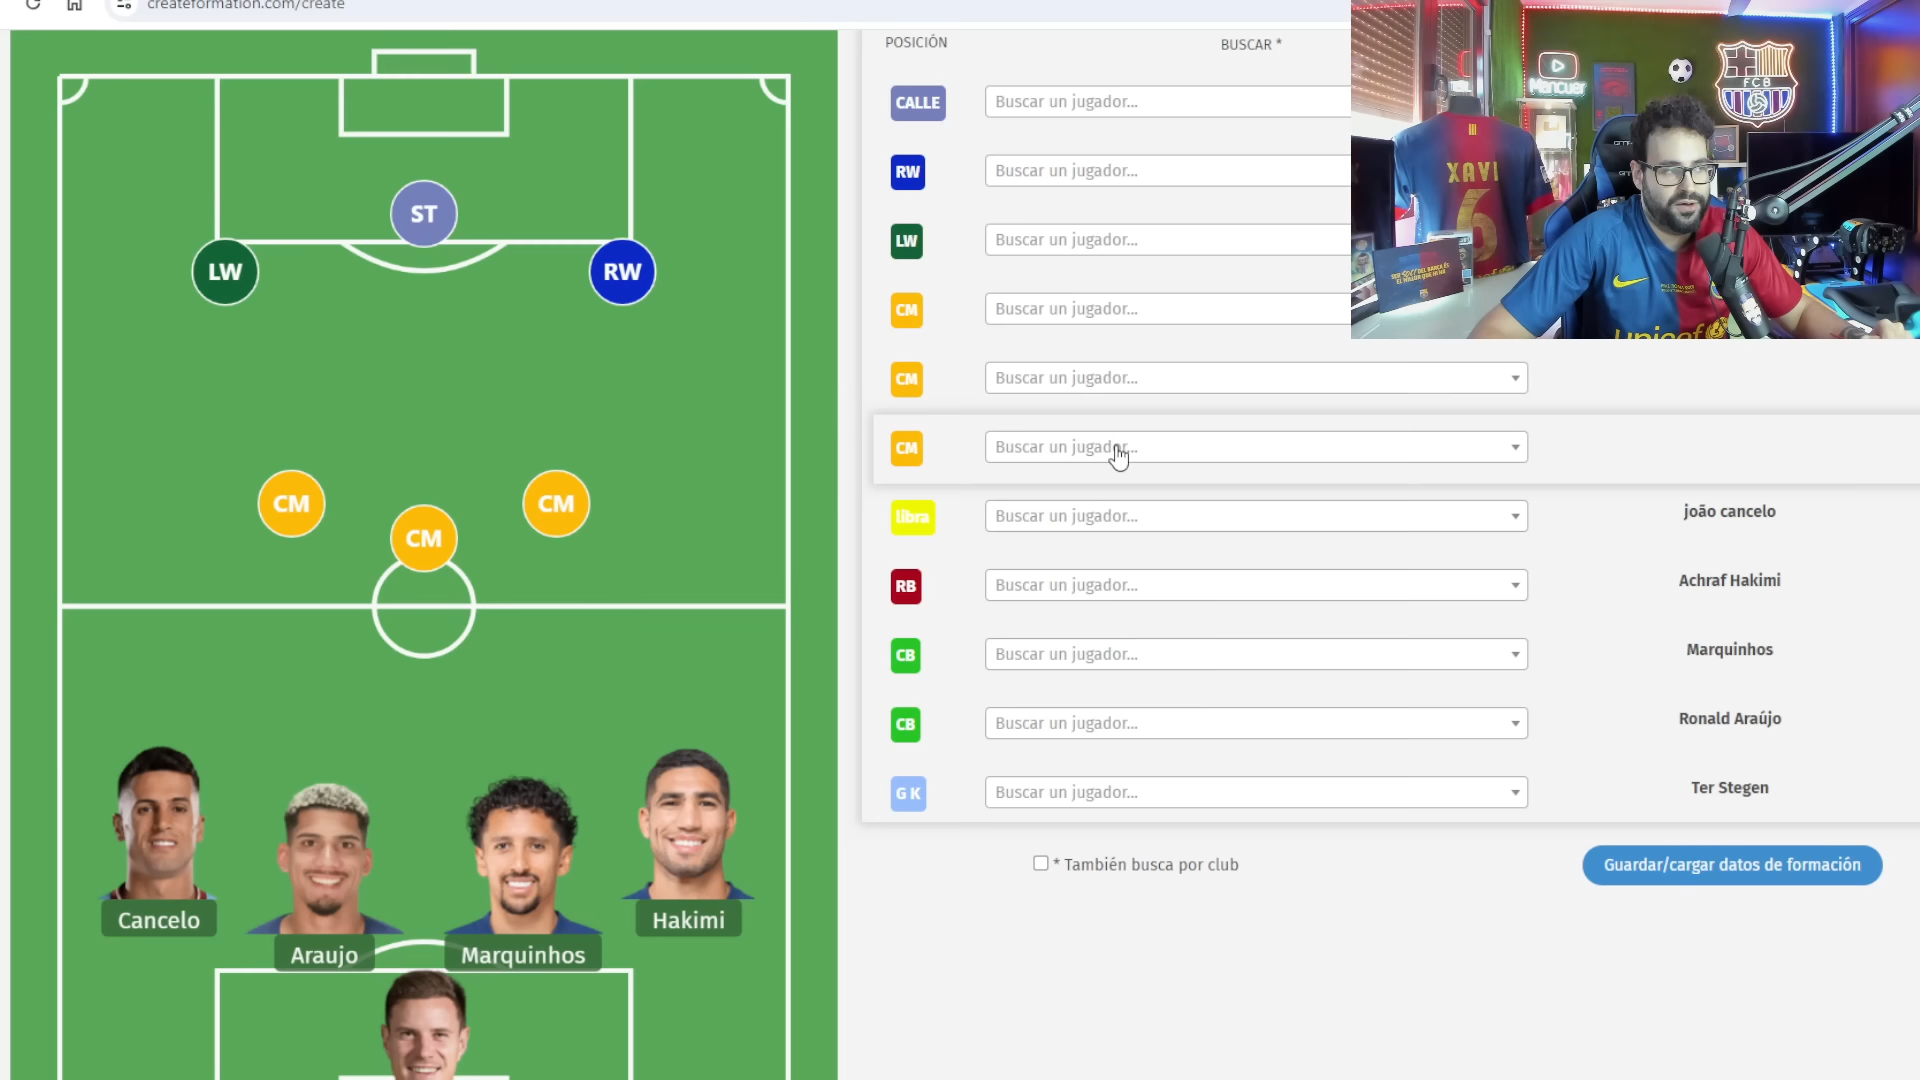 createformation.com/create
POSICIÓN
BUSCAR *
CALLE
Buscar un jugador...
RW
Buscar un jugador...
LW
Buscar un jugador...
CM
Buscar un jugador...
CM
Buscar un jugador...
CM
Buscar un jugador...
libra
Buscar un jugador...
joão cancelo
RB
Buscar un jugador...
Achraf Hakimi
CB
Buscar un jugador...
Marquinhos
CB
Buscar un jugador...
Ronald Araújo
G K
Buscar un jugador...
Ter Stegen
* También busca por club
Guardar/cargar datos de formación
ST
LW
RW
CM
CM
CM
Cancelo
Hakimi
Araujo
Marquinhos
Mancuer
FCB
XAVI
6
unicef